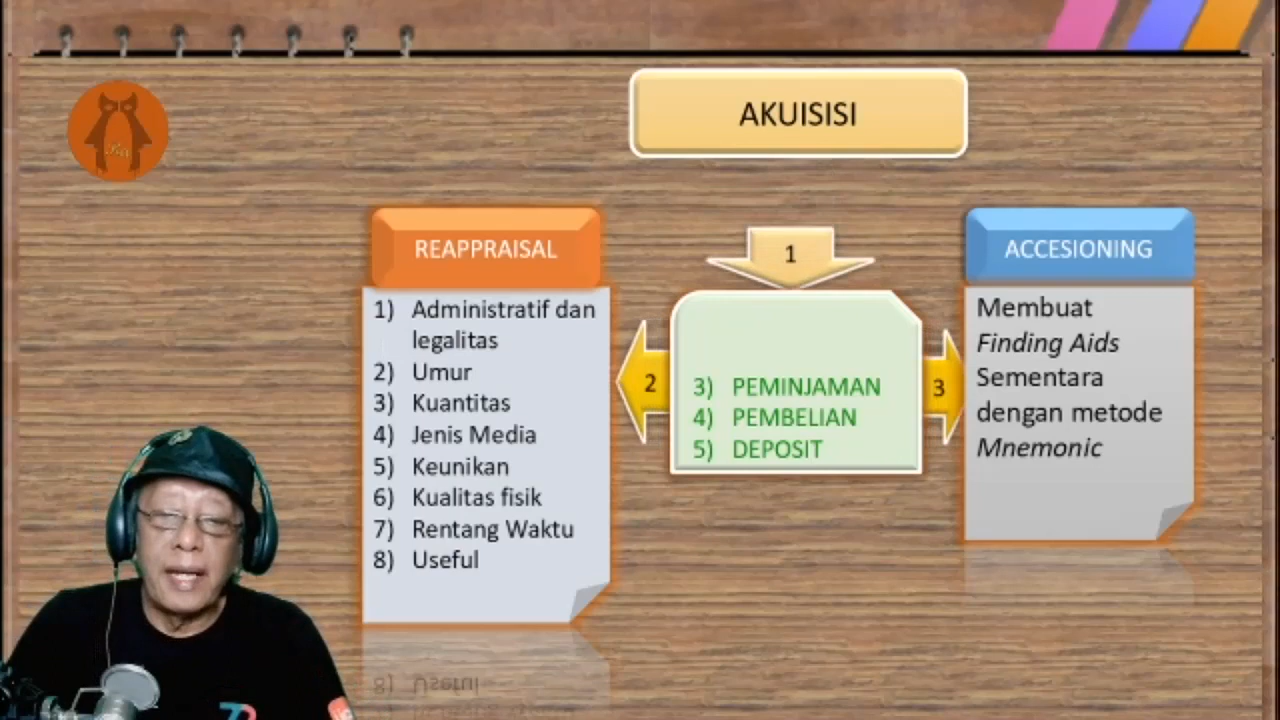 AKUISISI
REAPPRAISAL
1) Administratif dan
legalitas
2) Umur
3) Kuantitas
4) Jenis Media
5) Keunikan
6) Kualitas fisik
7) Rentang Waktu
8) Useful
1
2
3) PEMINJAMAN
4) PEMBELIAN
5) DEPOSIT
3
ACCESIONING
Membuat
Finding Aids
Sementara
dengan metode
Mnemonic
8) Useful